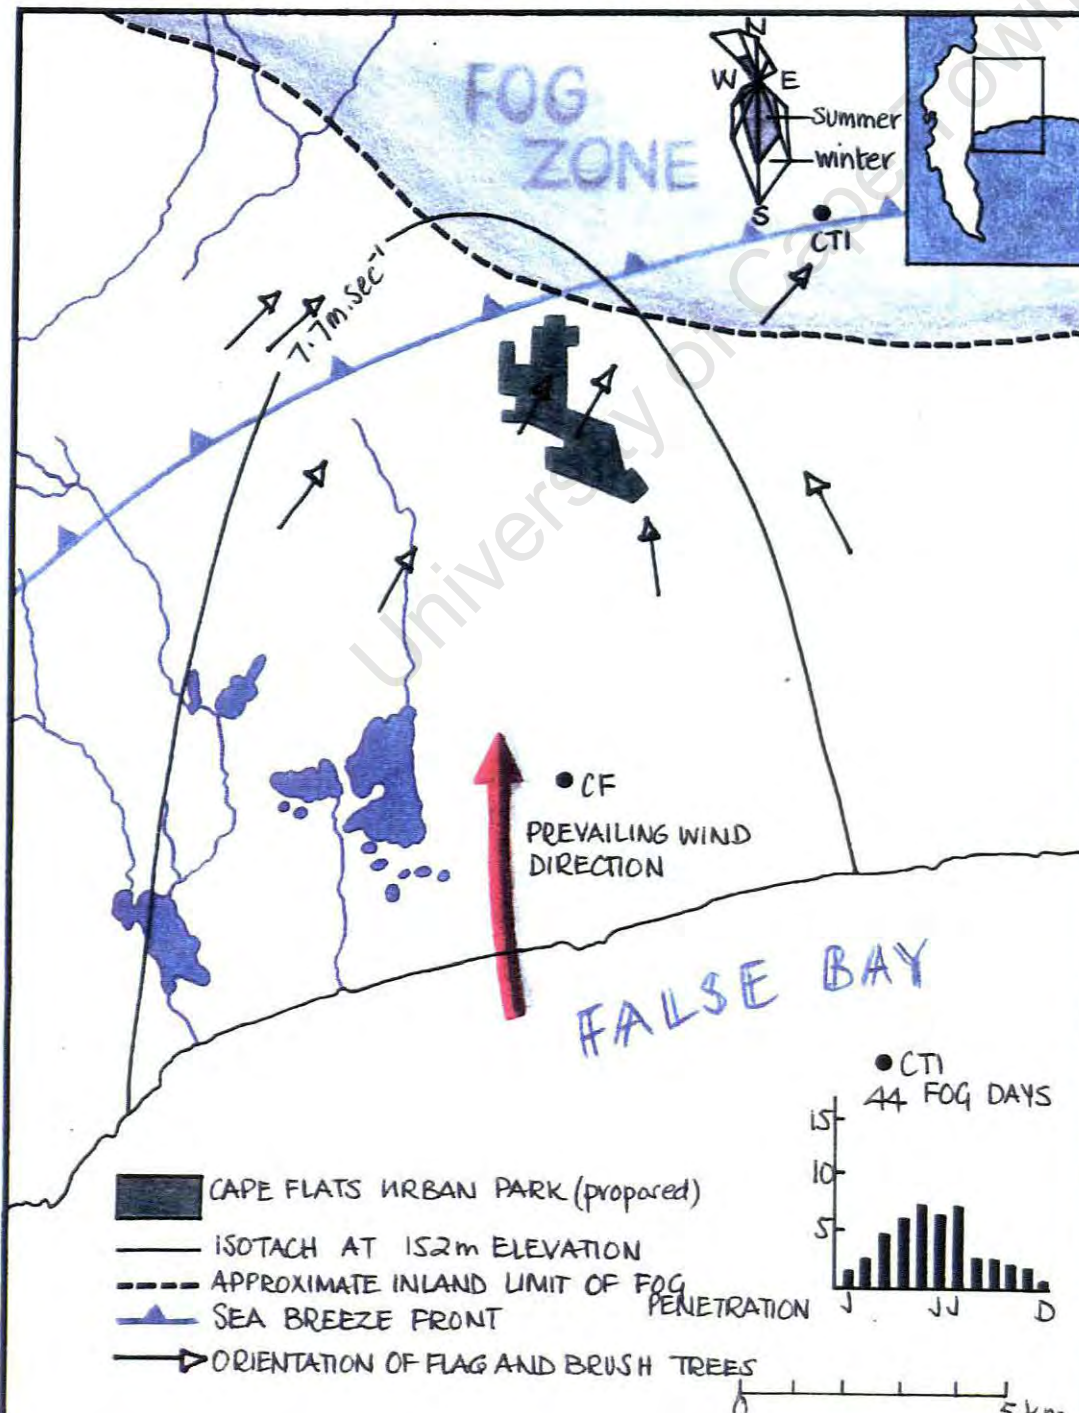 FOG
ZONE
N
W E
S
Summer
winter
CTI
7.7m.sec⁻¹
CF
PREVAILING WIND
DIRECTION
FALSE BAY
CTI
44 FOG DAYS
15
10
5
J JJ D
CAPE FLATS URBAN PARK (proposed)
ISOTACH AT 152m ELEVATION
APPROXIMATE INLAND LIMIT OF FOG
PENETRATION
SEA BREEZE FRONT
ORIENTATION OF FLAG AND BRUSH TREES
0 5 km
University of Cape Town